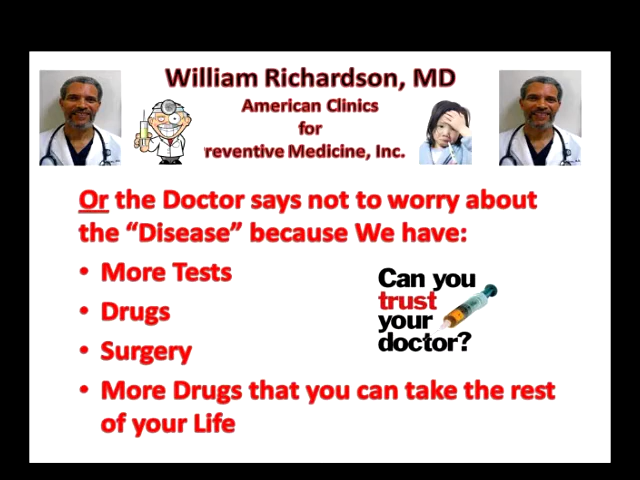 William Richardson, MD
American Clinics
for
reventive Medicine, Inc.
Or the Doctor says not to worry about
the “Disease” because We have:
• More Tests
• Drugs
• Surgery
• More Drugs that you can take the rest
of your Life
Can you
trust
your
doctor?